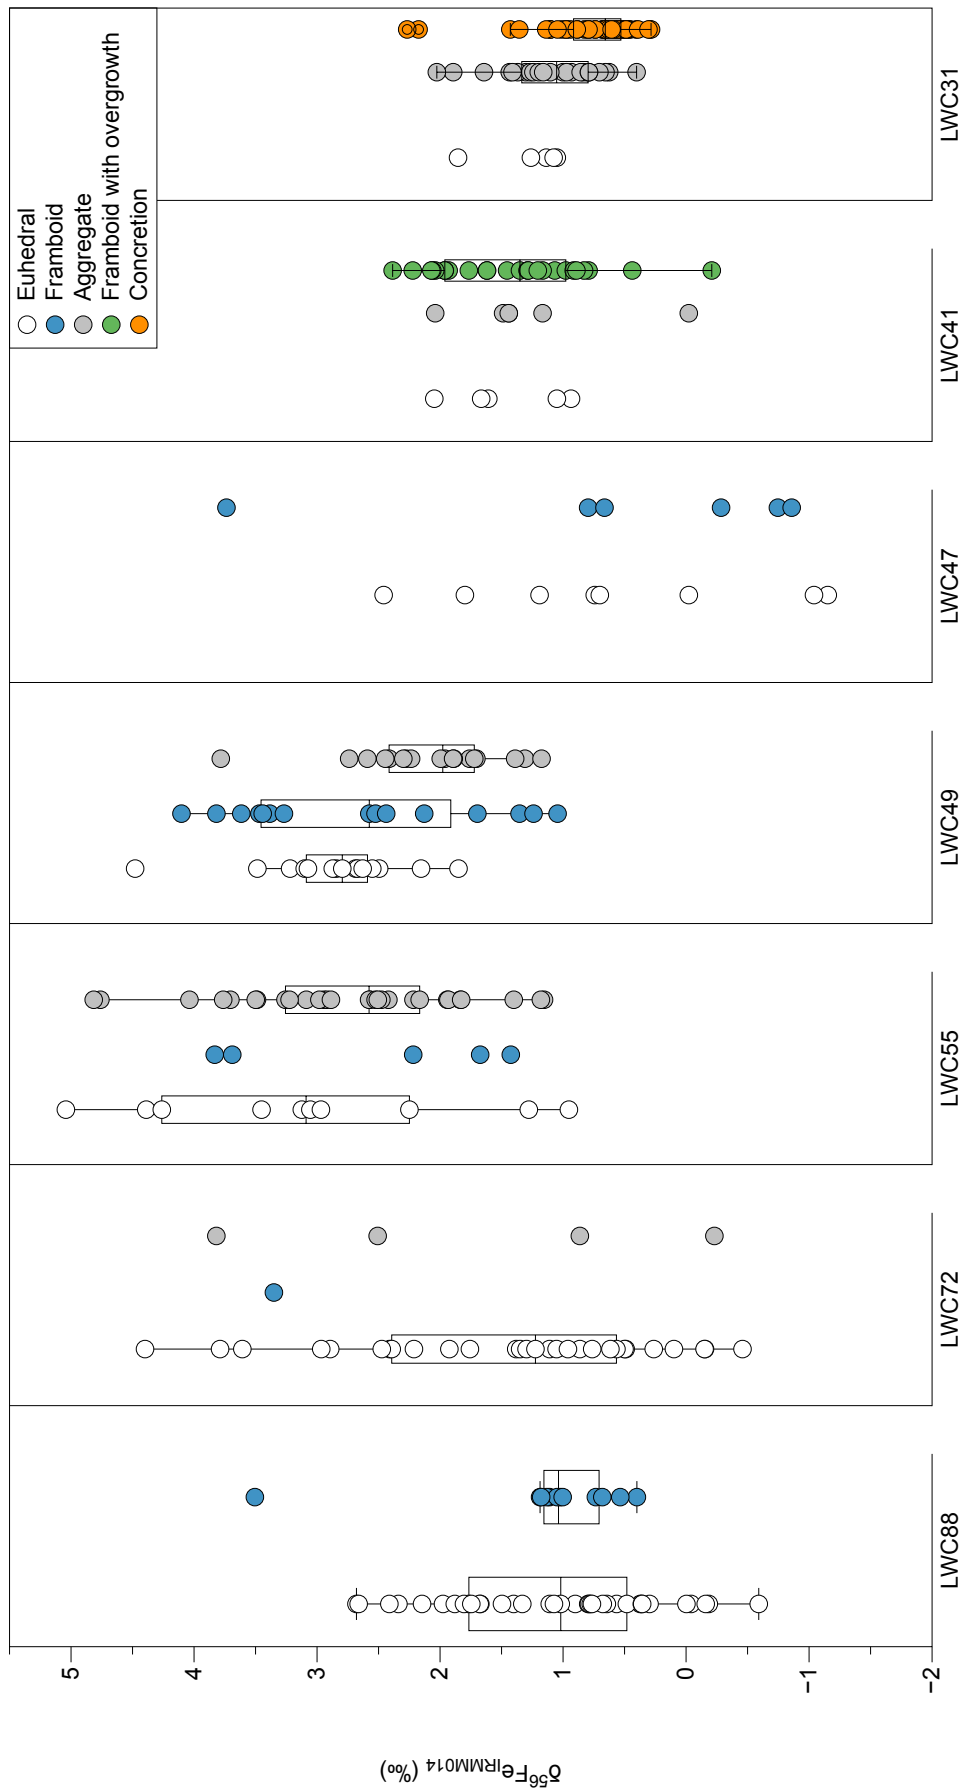 Euhedral
Framboid
Aggregate
Framboid with overgrowth
Concretion
δ56FeIRMM014 (‰)
5
4
3
2
1
0
−1
−2
LWC88
LWC72
LWC55
LWC49
LWC47
LWC41
LWC31